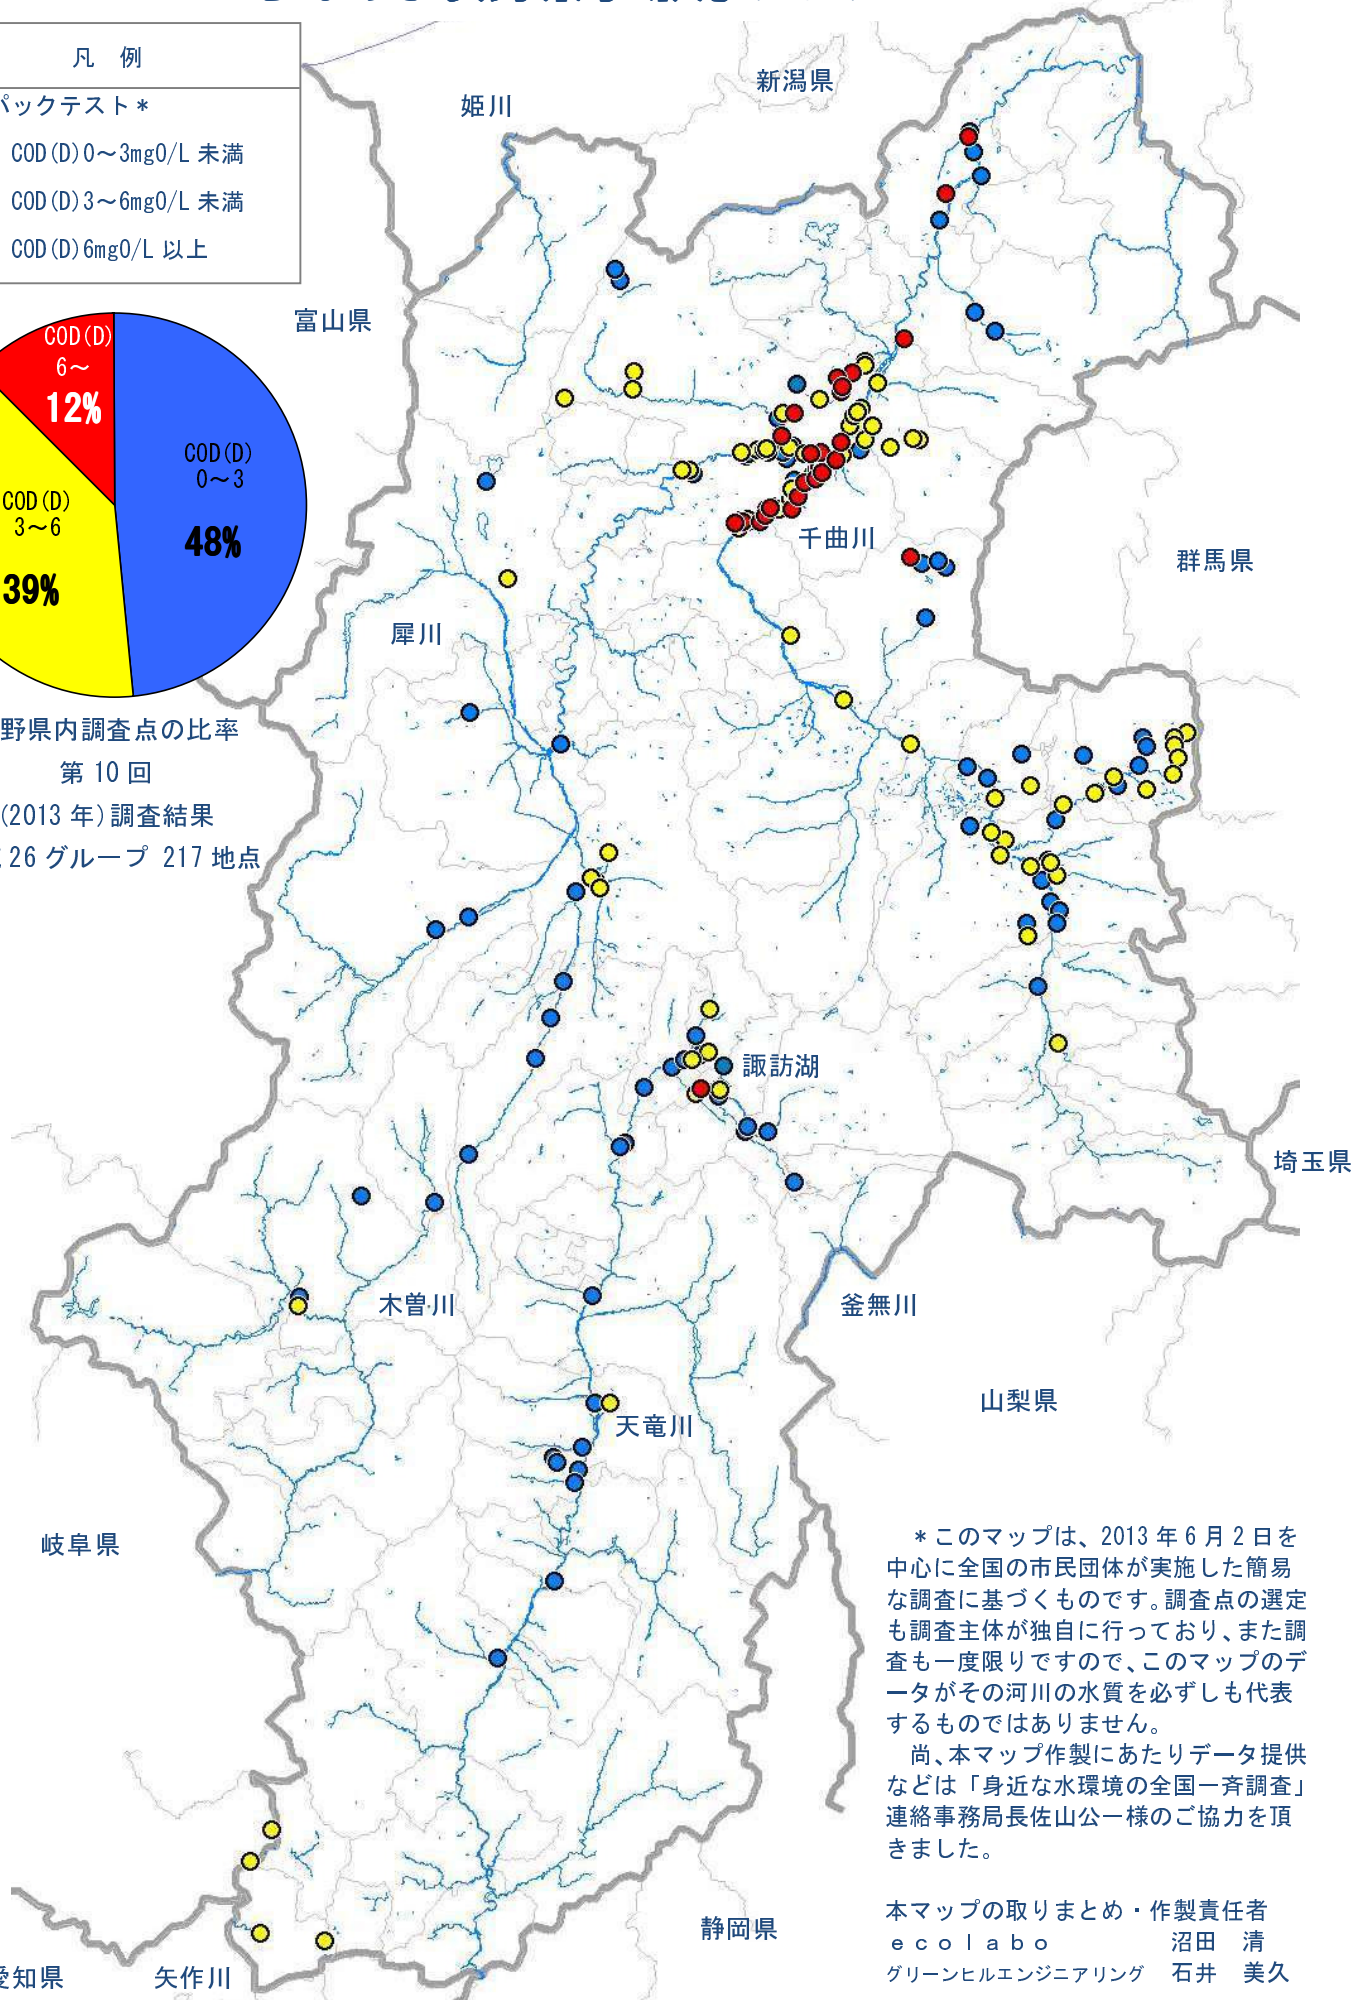 凡 例
パックテスト*
COD(D)0～3mgO/L 未満
COD(D)3～6mgO/L 未満
COD(D)6mgO/L 以上
COD(D)
6～
12%
COD(D)
0～3
48%
COD(D)
3～6
39%
野県内調査点の比率
第 10 回
(2013 年)調査結果
26 グループ 217 地点
姫川
新潟県
富山県
千曲川
群馬県
犀川
諏訪湖
埼玉県
木曽川
釜無川
山梨県
天竜川
岐阜県
静岡県
愛知県
矢作川
*このマップは、2013 年 6 月 2 日を
中心に全国の市民団体が実施した簡易
な調査に基づくものです。調査点の選定
も調査主体が独自に行っており、また調
査も一度限りですので、このマップのデ
ータがその河川の水質を必ずしも代表
するものではありません。
尚、本マップ作製にあたりデータ提供
などは「身近な水環境の全国一斉調査」
連絡事務局長佐山公一様のご協力を頂
きました。
本マップの取りまとめ・作製責任者
ecolabo 沼田 清
グリーンヒルエンジニアリング 石井 美久